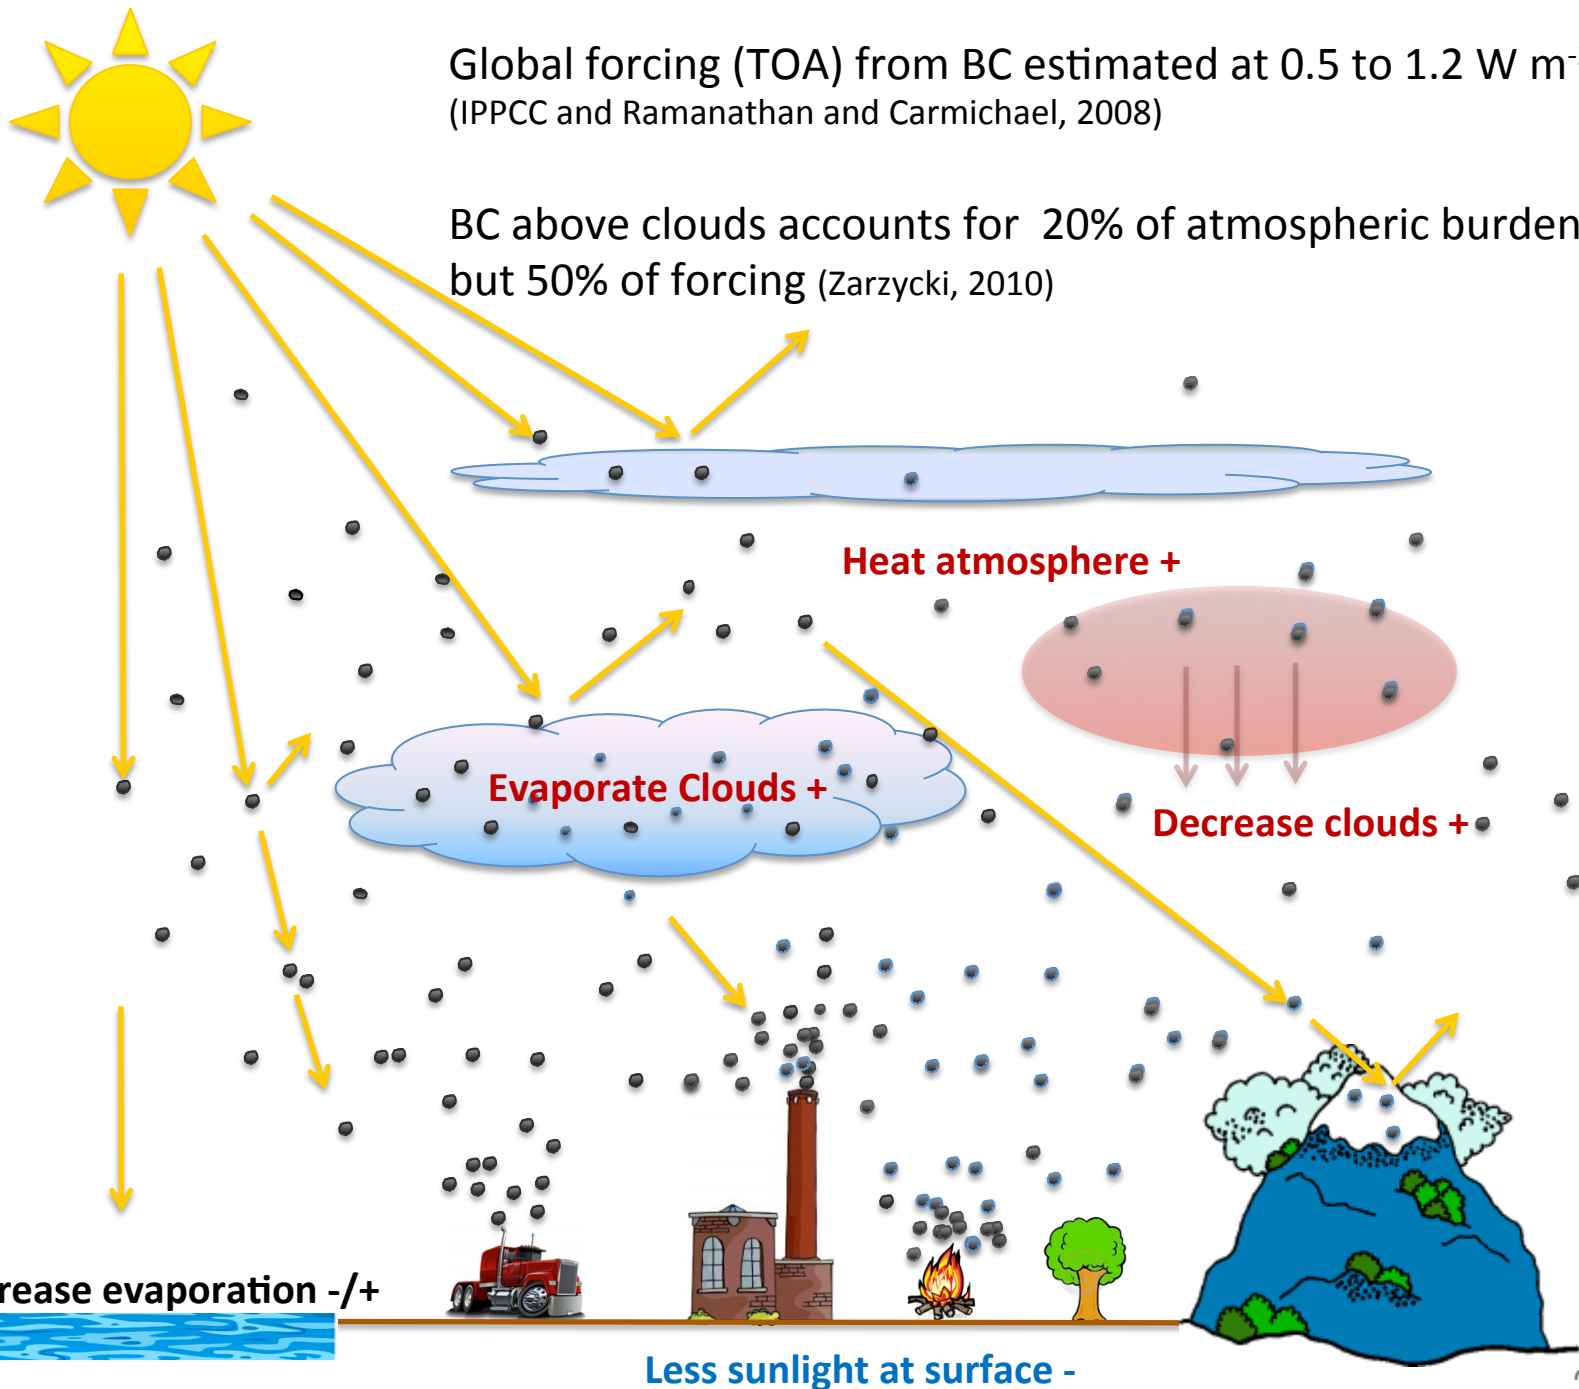 Global forcing (TOA) from BC estimated at 0.5 to 1.2 W m⁻
(IPPCC and Ramanathan and Carmichael, 2008)
BC above clouds accounts for 20% of atmospheric burden
but 50% of forcing (Zarzycki, 2010)
Heat atmosphere +
Evaporate Clouds +
Decrease clouds +
rease evaporation -/+
Less sunlight at surface -